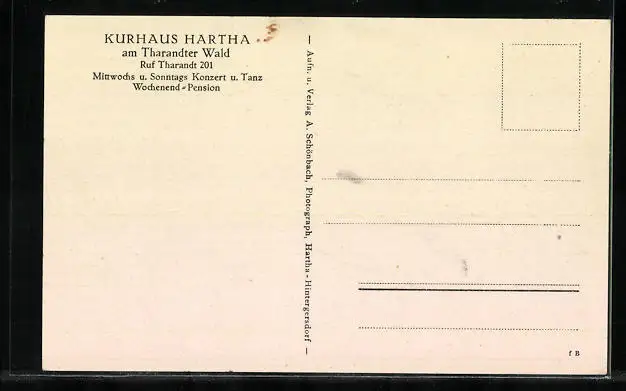 KURHAUS HARTHA
am Tharandter Wald
Ruf Tharandt 201
Mittwochs u. Sonntags Konzert u. Tanz
Wochenend-Pension
— Aufn. u. Verlag A. Schönbach, Photograph, Hartha-Hintergersdorf —
f B